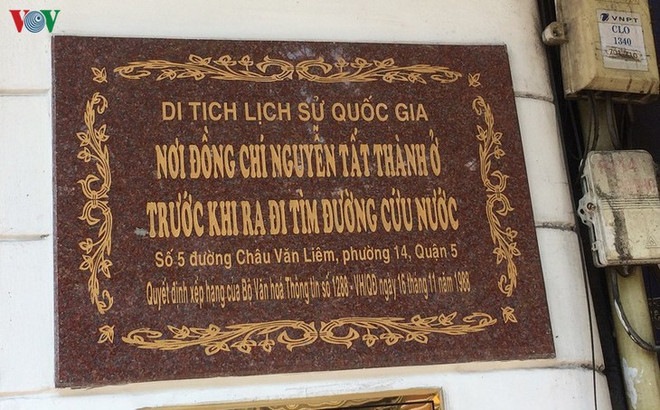 VOV
VNPT
CLO
1340
DI TÍCH LỊCH SỬ QUỐC GIA
NƠI ĐỒNG CHÍ NGUYỄN TẤT THÀNH Ở
TRƯỚC KHI RA ĐI TÌM ĐƯỜNG CỨU NƯỚC
Số 5 đường Châu Văn Liêm, phường 14, Quận 5
Quyết định xếp hạng của Bộ Văn hoá Thông tin số 1288 - VH/QĐ ngày 16 tháng 11 năm 1988